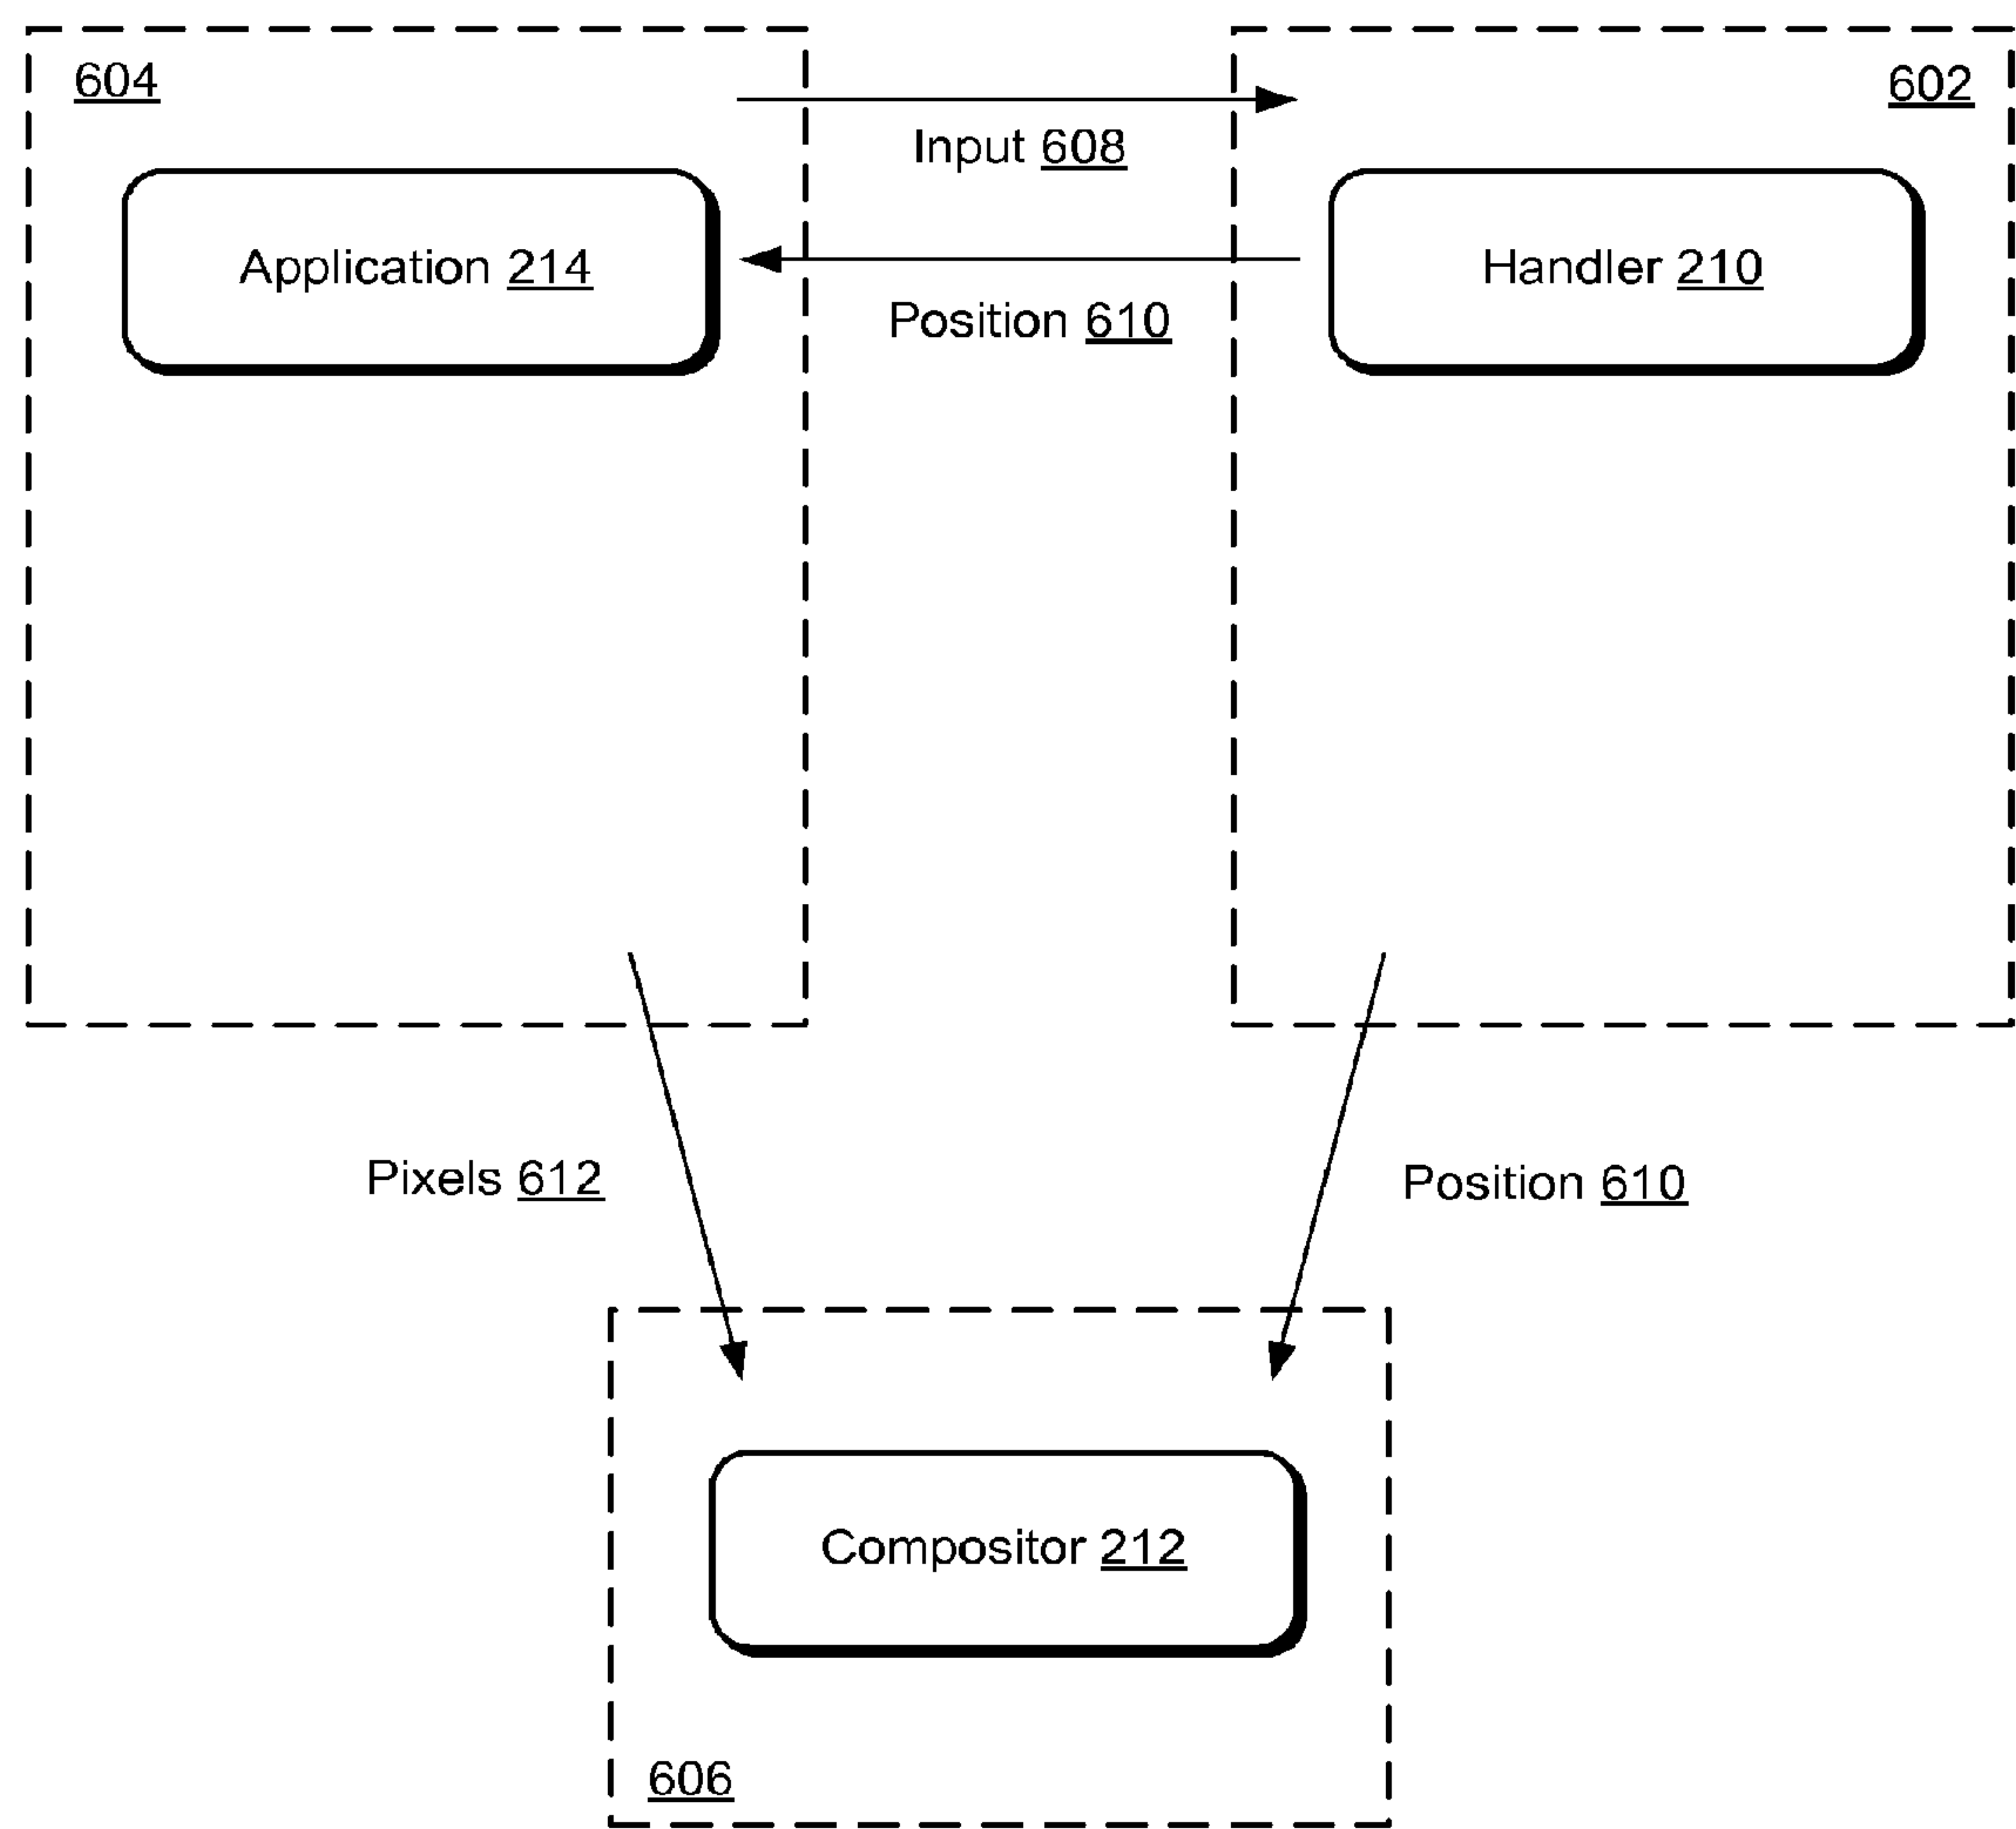 604
602
Input 608
Application 214
Handler 210
Position 610
Pixels 612
Position 610
Compositor 212
606